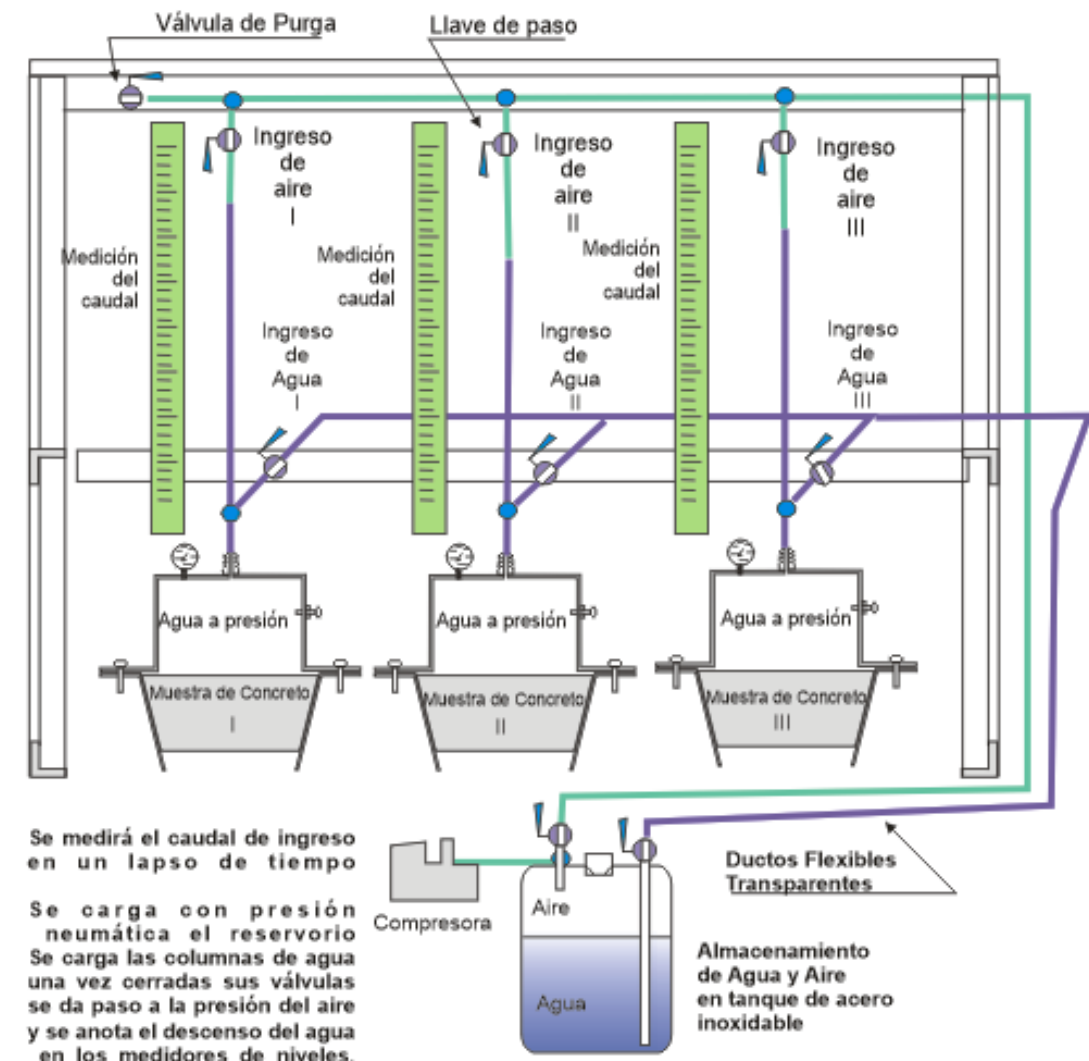 Válvula de Purga
Llave de paso
Ingreso
de
aire
I
Ingreso
de
aire
II
Ingreso
de
aire
III
Medición
del
caudal
Medición
del
caudal
Medición
del
caudal
Ingreso
de
Agua
I
Ingreso
de
Agua
II
Ingreso
de
Agua
III
Agua a presión
Agua a presión
Agua a presión
Muestra de Concreto
I
Muestra de Concreto
II
Muestra de Concreto
III
Se medirá el caudal de ingreso
en un lapso de tiempo
Se carga con presión
neumática el reservorio
Se carga las columnas de agua
una vez cerradas sus válvulas
se da paso a la presión del aire
y se anota el descenso del agua
en los medidores de niveles.
Compresora
Aire
Agua
Ductos Flexibles
Transparentes
Almacenamiento
de Agua y Aire
en tanque de acero
inoxidable